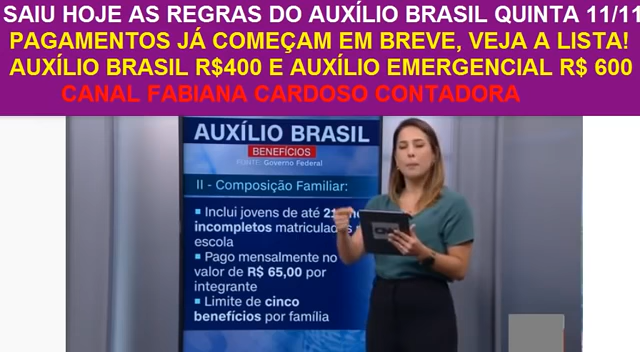 SAIU HOJE AS REGRAS DO AUXÍLIO BRASIL QUINTA 11/11
PAGAMENTOS JÁ COMEÇAM EM BREVE, VEJA A LISTA!
AUXÍLIO BRASIL R$400 E AUXÍLIO EMERGENCIAL R$ 600
CANAL FABIANA CARDOSO CONTADORA
AUXÍLIO BRASIL
BENEFÍCIOS
FONTE: Governo Federal
II - Composição Familiar:
Inclui jovens de até
incompletos matriculados
escola
Pago mensalmente no
valor de R$ 65,00 por
integrante
Limite de cinco
benefícios por família
CNN